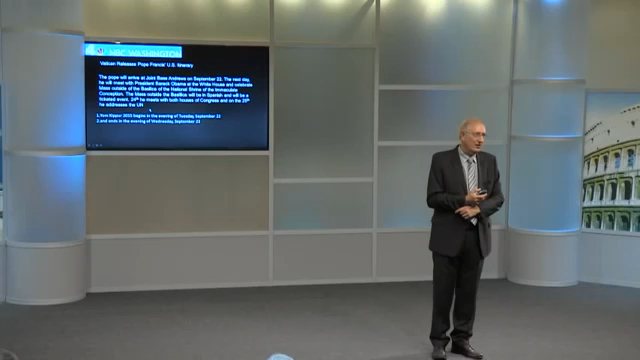 NBC WASHINGTON
Vatican Releases Pope Francis' U.S. Itinerary
The pope will arrive at Joint Base Andrews on September 22. The next day,
he will meet with President Barack Obama at the White House and celebrate
Mass outside of the Basilica of the National Shrine of the Immaculate
Conception. The Mass outside the Basilica will be in Spanish and will be a
ticketed event. 24th he meets with both houses of Congress and on the 25th
he addresses the UN
1.Yom Kippur 2015 begins in the evening of Tuesday, September 22
2.and ends in the evening of Wednesday, September 23